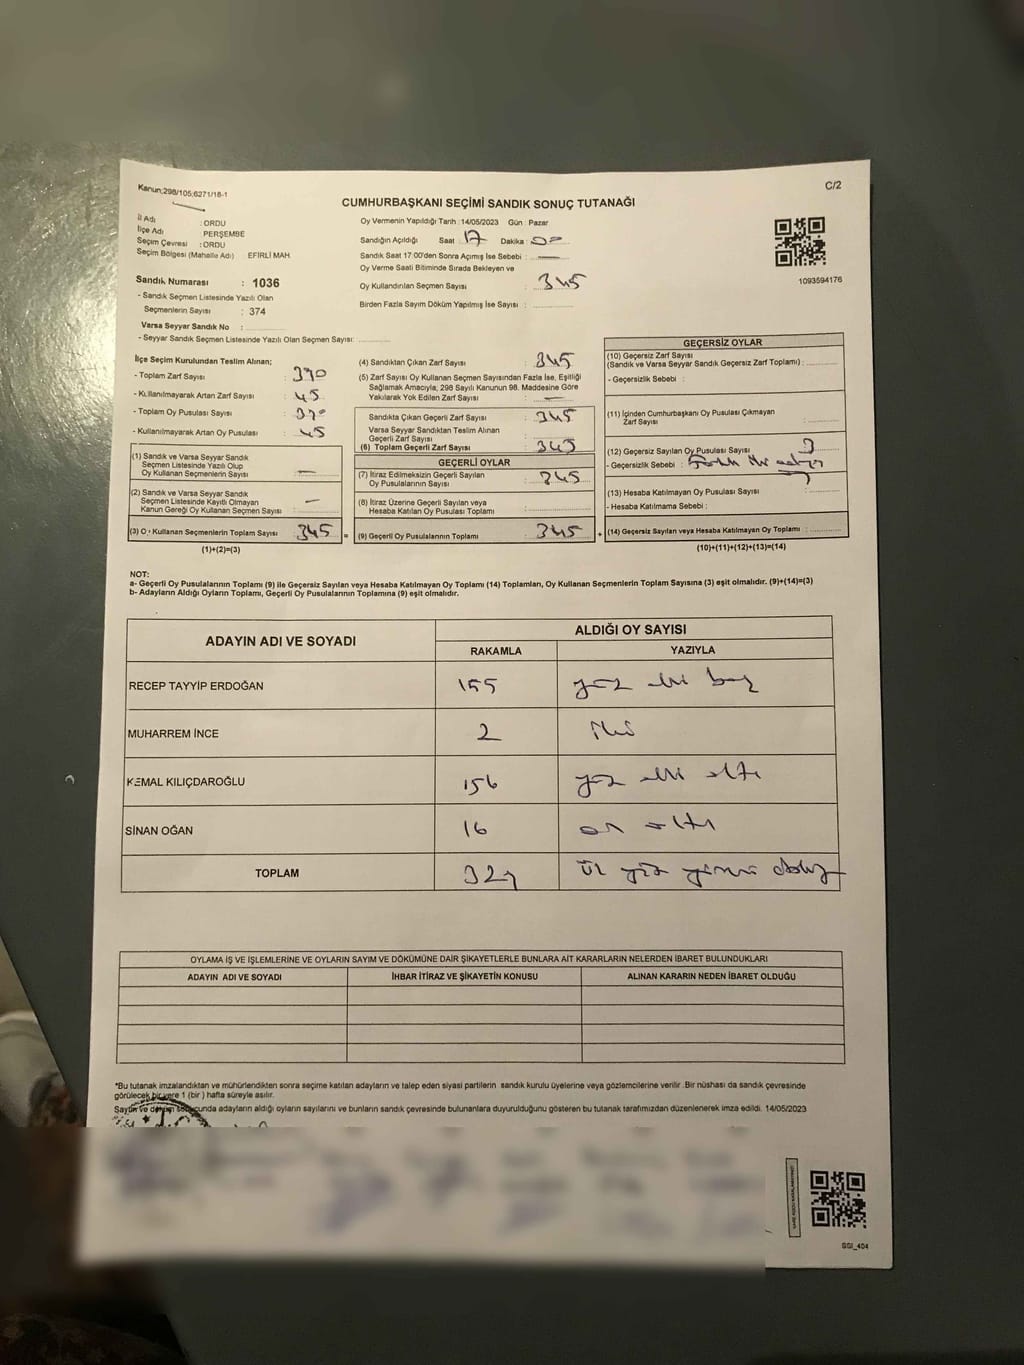 Kanun;298/105;6271/18-1
C/2
CUMHURBAŞKANI SEÇİMİ SANDIK SONUÇ TUTANAĞI
İl Adı : ORDU
İlçe Adı PERŞEMBE
Seçim Çevresi : ORDU
Seçim Bölgesi (Mahalle Adı) : EFİRLİ MAH.
Sandık Numarası : 1036
- Sandık Seçmen Listesinde Yazılı Olan
Seçmenlerin Sayısı : 374
Varsa Seyyar Sandık No :
- Seyyar Sandık Seçmen Listesinde Yazılı Olan Seçmen Sayısı:
Oy Vermenin Yapıldığı Tarih : 14/05/2023 Gün : Pazar
Sandığın Açıldığı Saat 17 Dakika : 00
Sandık Saat 17:00'den Sonra Açımış İse Sebebi : —
Oy Verme Saati Bitiminde Sırada Bekleyen ve
Oy Kullandırılan Seçmen Sayısı : 345
Birden Fazla Sayım Döküm Yapılmış İse Sayısı :
1093594176
İlçe Seçim Kurulundan Teslim Alınan;
- Toplam Zarf Sayısı : 390
- Kullanılmayarak Artan Zarf Sayısı : 45
- Toplam Oy Pusulası Sayısı : 390
- Kullanılmayarak Artan Oy Pusulası : 45
(1) Sandık ve Varsa Seyyar Sandık
Seçmen Listesinde Yazılı Olup
Oy Kullanan Seçmenlerin Sayısı : —
(2) Sandık ve Varsa Seyyar Sandık
Seçmen Listesinde Kayıtlı Olmayan
Kanun Gereği Oy Kullanan Seçmen Sayısı : —
(3) Oy Kullanan Seçmenlerin Toplam Sayısı : 345 =
(1)+(2)=(3)
(4) Sandıktan Çıkan Zarf Sayısı : 345
(5) Zarf Sayısı Oy Kullanan Seçmen Sayısından Fazla İse, Eşitliği
Sağlamak Amacıyla; 298 Sayılı Kanunun 98. Maddesine Göre
Yakılarak Yok Edilen Zarf Sayısı : —
Sandıkta Çıkan Geçerli Zarf Sayısı : 345
Varsa Seyyar Sandıktan Teslim Alınan
Geçerli Zarf Sayısı :
(6) Toplam Geçerli Zarf Sayısı : 345
GEÇERLİ OYLAR
(7) İtiraz Edilmeksizin Geçerli Sayılan
Oy Pusulalarının Sayısı : 345
(8) İtiraz Üzerine Geçerli Sayılan veya
Hesaba Katılan Oy Pusulası Toplamı :
(9) Geçerli Oy Pusulalarının Toplamı : 345 +
GEÇERSİZ OYLAR
(10) Geçersiz Zarf Sayısı
(Sandık ve Varsa Seyyar Sandık Geçersiz Zarf Toplamı) :
- Geçersizlik Sebebi :
(11) İçinden Cumhurbaşkanı Oy Pusulası Çıkmayan
Zarf Sayısı :
(12) Geçersiz Sayılan Oy Pusulası Sayısı :
- Geçersizlik Sebebi :
(13) Hesaba Katılmayan Oy Pusulası Sayısı :
- Hesaba Katılmama Sebebi :
(14) Geçersiz Sayılan veya Hesaba Katılmayan Oy Toplamı :
(10)+(11)+(12)+(13)=(14)
NOT:
a- Geçerli Oy Pusulalarının Toplamı (9) ile Geçersiz Sayılan veya Hesaba Katılmayan Oy Toplamı (14) Toplamları, Oy Kullanan Seçmenlerin Toplam Sayısına (3) eşit olmalıdır. (9)+(14)=(3)
b- Adayların Aldığı Oyların Toplamı, Geçerli Oy Pusulalarının Toplamına (9) eşit olmalıdır.
ADAYIN ADI VE SOYADI
ALDIĞI OY SAYISI
RAKAMLA YAZIYLA
RECEP TAYYİP ERDOĞAN 155 yüz elli beş
MUHARREM İNCE 2 iki
KEMAL KILIÇDAROĞLU 156 yüz elli altı
SİNAN OĞAN 16 on altı
TOPLAM 329 üç yüz yirmi dokuz
OYLAMA İŞ VE İŞLEMLERİNE VE OYLARIN SAYIM VE DÖKÜMÜNE DAİR ŞİKAYETLERLE BUNLARA AİT KARARLARIN NELERDEN İBARET BULUNDUKLARI
ADAYIN ADI VE SOYADI İHBAR İTİRAZ VE ŞİKAYETİN KONUSU ALINAN KARARIN NEDEN İBARET OLDUĞU
*Bu tutanak imzalandıktan ve mühürlendikten sonra seçime katılan adayların ve talep eden siyasi partilerin sandık kurulu üyelerine veya gözlemcilerine verilir. Bir nüshası da sandık çevresinde
görülecek bir yere 1 (bir) hafta süreyle asılır.
Sayım ve döküm sonucunda adayların aldığı oyların sayılarını ve bunların sandık çevresinde bulunanlara duyurulduğunu gösteren bu tutanak tarafımızdan düzenlenerek imza edildi. 14/05/2023
SSI_404